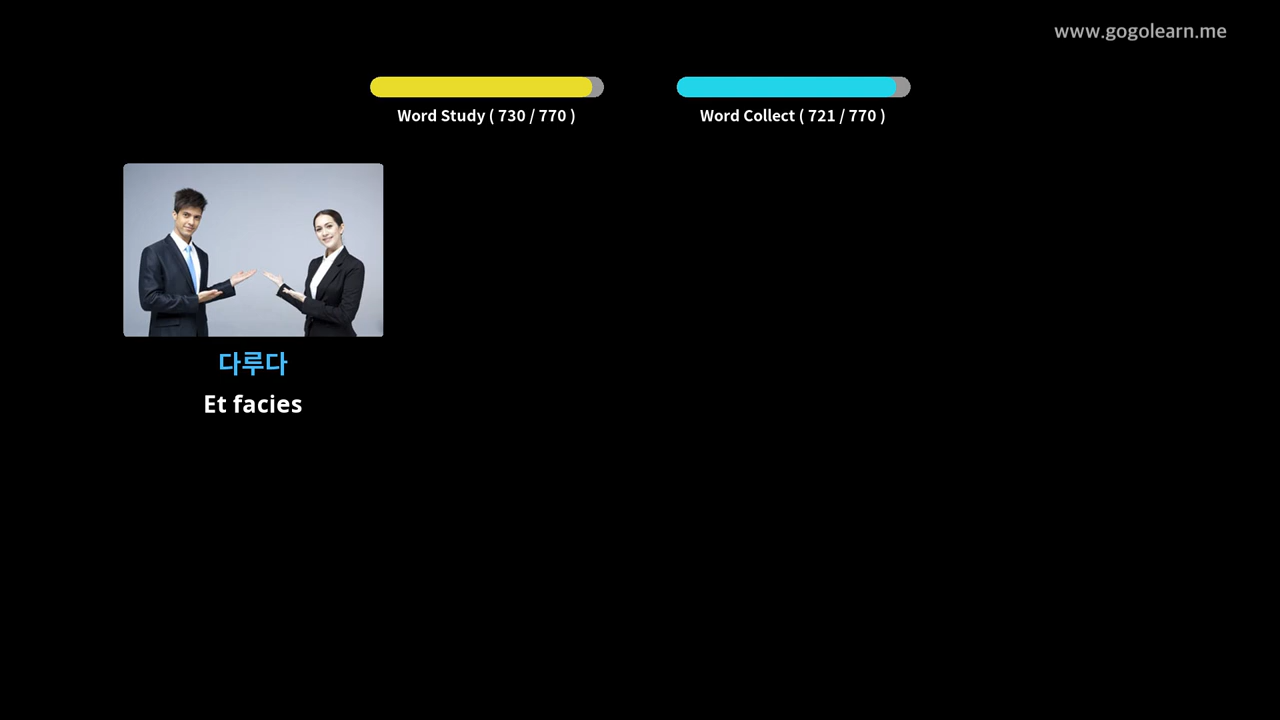 www.gogolearn.me
Word Study ( 730 / 770 )
Word Collect ( 721 / 770 )
다루다
Et facies